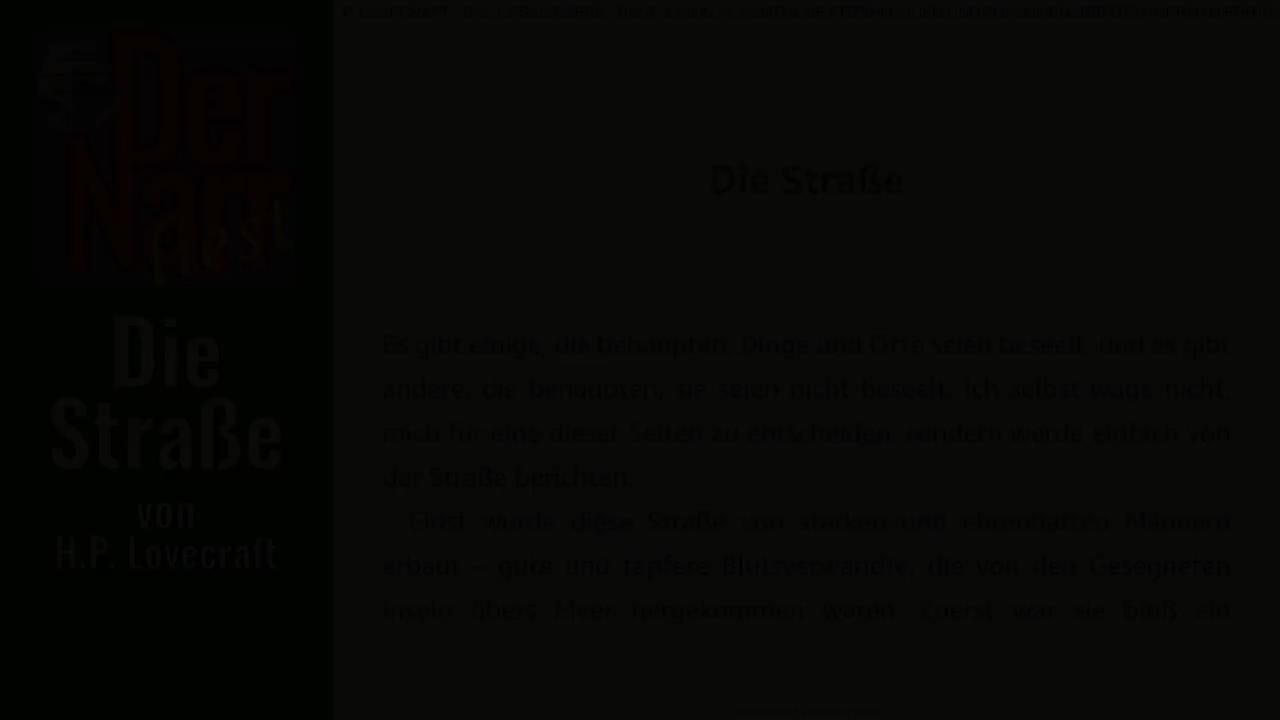 Der
Narr
liest
Die
Straße
von
H.P. Lovecraft
Die Straße
Es gibt einige, die behaupten, Dinge und Orte seien beseelt, und es gibt
andere, die behaupten, sie seien nicht beseelt. Ich selbst wage nicht,
mich für eine dieser Seiten zu entscheiden, sondern werde einfach von
der Straße berichten.
Einst wurde diese Straße von starken und ehrenhaften Männern
erbaut – gute und tapfere Blutsverwandte, die von den Gesegneten
Inseln übers Meer hergekommen waren. Zuerst war sie bloß ein